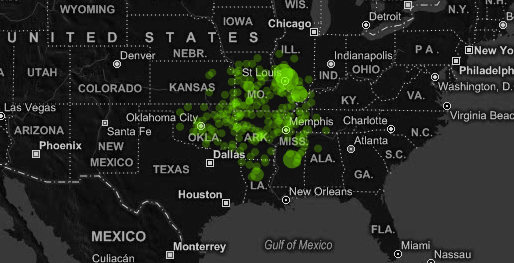 WYOMING
IOWA
WIS.
Chicago
Detroit
N.Y.
N.H.
UNITED STATES
NEBR.
ILL.
PA.
New Yo
Denver
Indianapolis
OHIO
Philadelph
UTAH
COLORADO
KANSAS
St Louis
MO.
IND.
Washington, D.
Las Vegas
KY.
VA.
Virginia Beac
Oklahoma City
Memphis
Charlotte
N.C.
ARIZONA
Santa Fe
OKLA.
ARK.
Phoenix
NEW
MEXICO
Dallas
MISS.
Atlanta
S.C.
TEXAS
ALA.
GA.
Houston
LA.
New Orleans
MEXICO
Monterrey
Gulf of Mexico
FLA.
Miami
Culiacán
Nassau